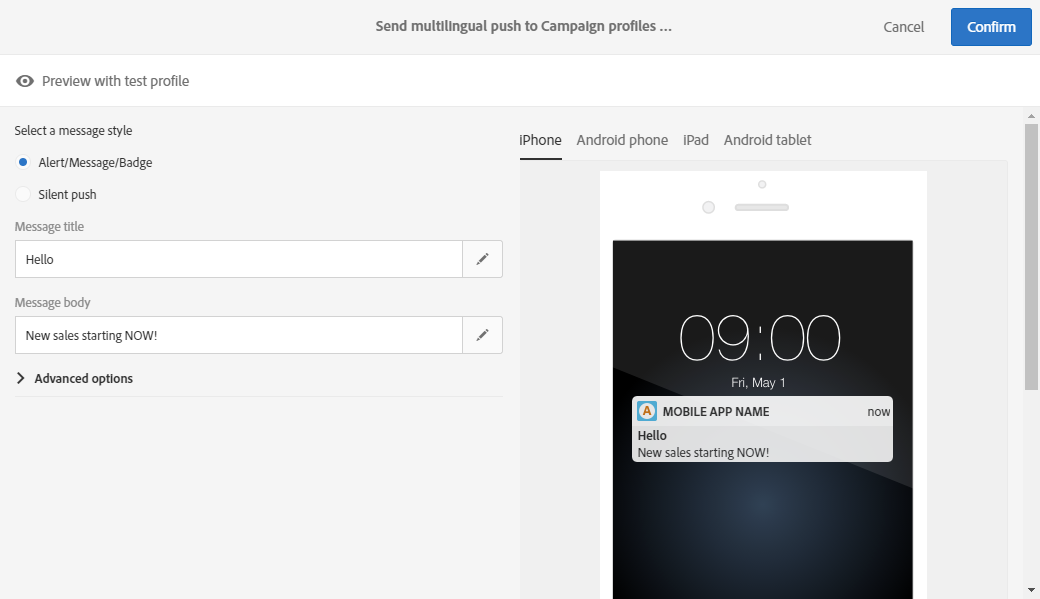 Send multilingual push to Campaign profiles ...
Cancel
Confirm
Preview with test profile
Select a message style
Alert/Message/Badge
Silent push
Message title
Hello
Message body
New sales starting NOW!
Advanced options
iPhone Android phone iPad Android tablet
09:00
Fri, May 1
A MOBILE APP NAME now
Hello
New sales starting NOW!